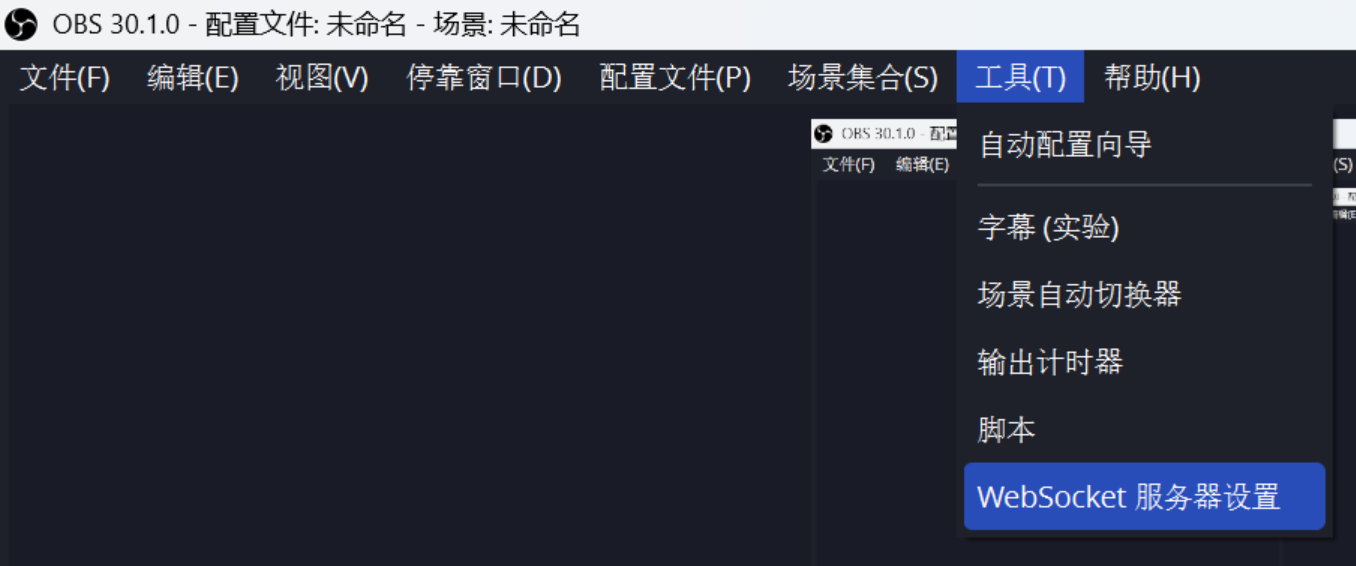 OBS 30.1.0 - 配置文件: 未命名 - 场景: 未命名
文件(F) 编辑(E) 视图(V) 停靠窗口(D) 配置文件(P) 场景集合(S) 工具(T) 帮助(H)
OBS 30.1.0 - 配置
自动配置向导
文件(F) 编辑(E)
(S)
字幕 (实验)
场景自动切换器
输出计时器
脚本
WebSocket 服务器设置